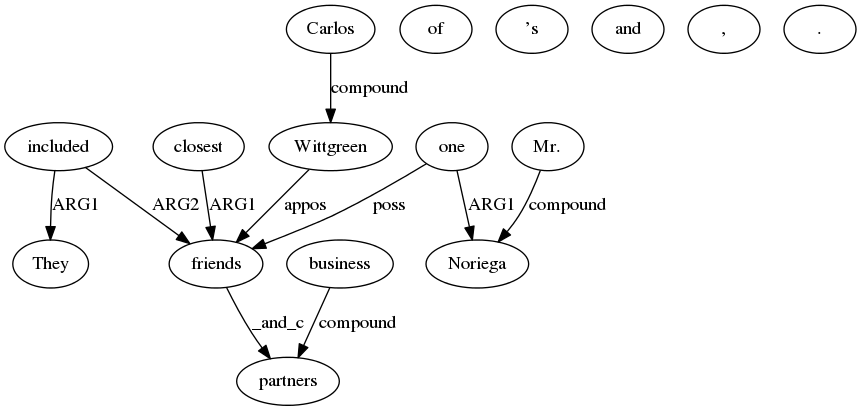 Carlos of 's and , .
compound
included closest Wittgreen one Mr.
ARG1 ARG2 ARG1 appos poss ARG1 compound
They friends business Noriega
_and_c compound
partners